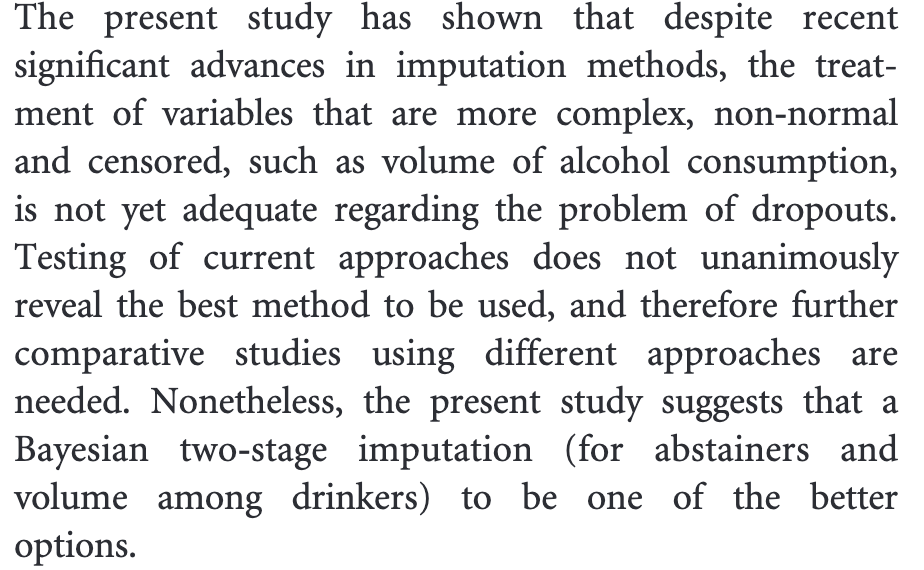 The present study has shown that despite recent
significant advances in imputation methods, the treat-
ment of variables that are more complex, non-normal
and censored, such as volume of alcohol consumption,
is not yet adequate regarding the problem of dropouts.
Testing of current approaches does not unanimously
reveal the best method to be used, and therefore further
comparative studies using different approaches are
needed. Nonetheless, the present study suggests that a
Bayesian two-stage imputation (for abstainers and
volume among drinkers) to be one of the better
options.